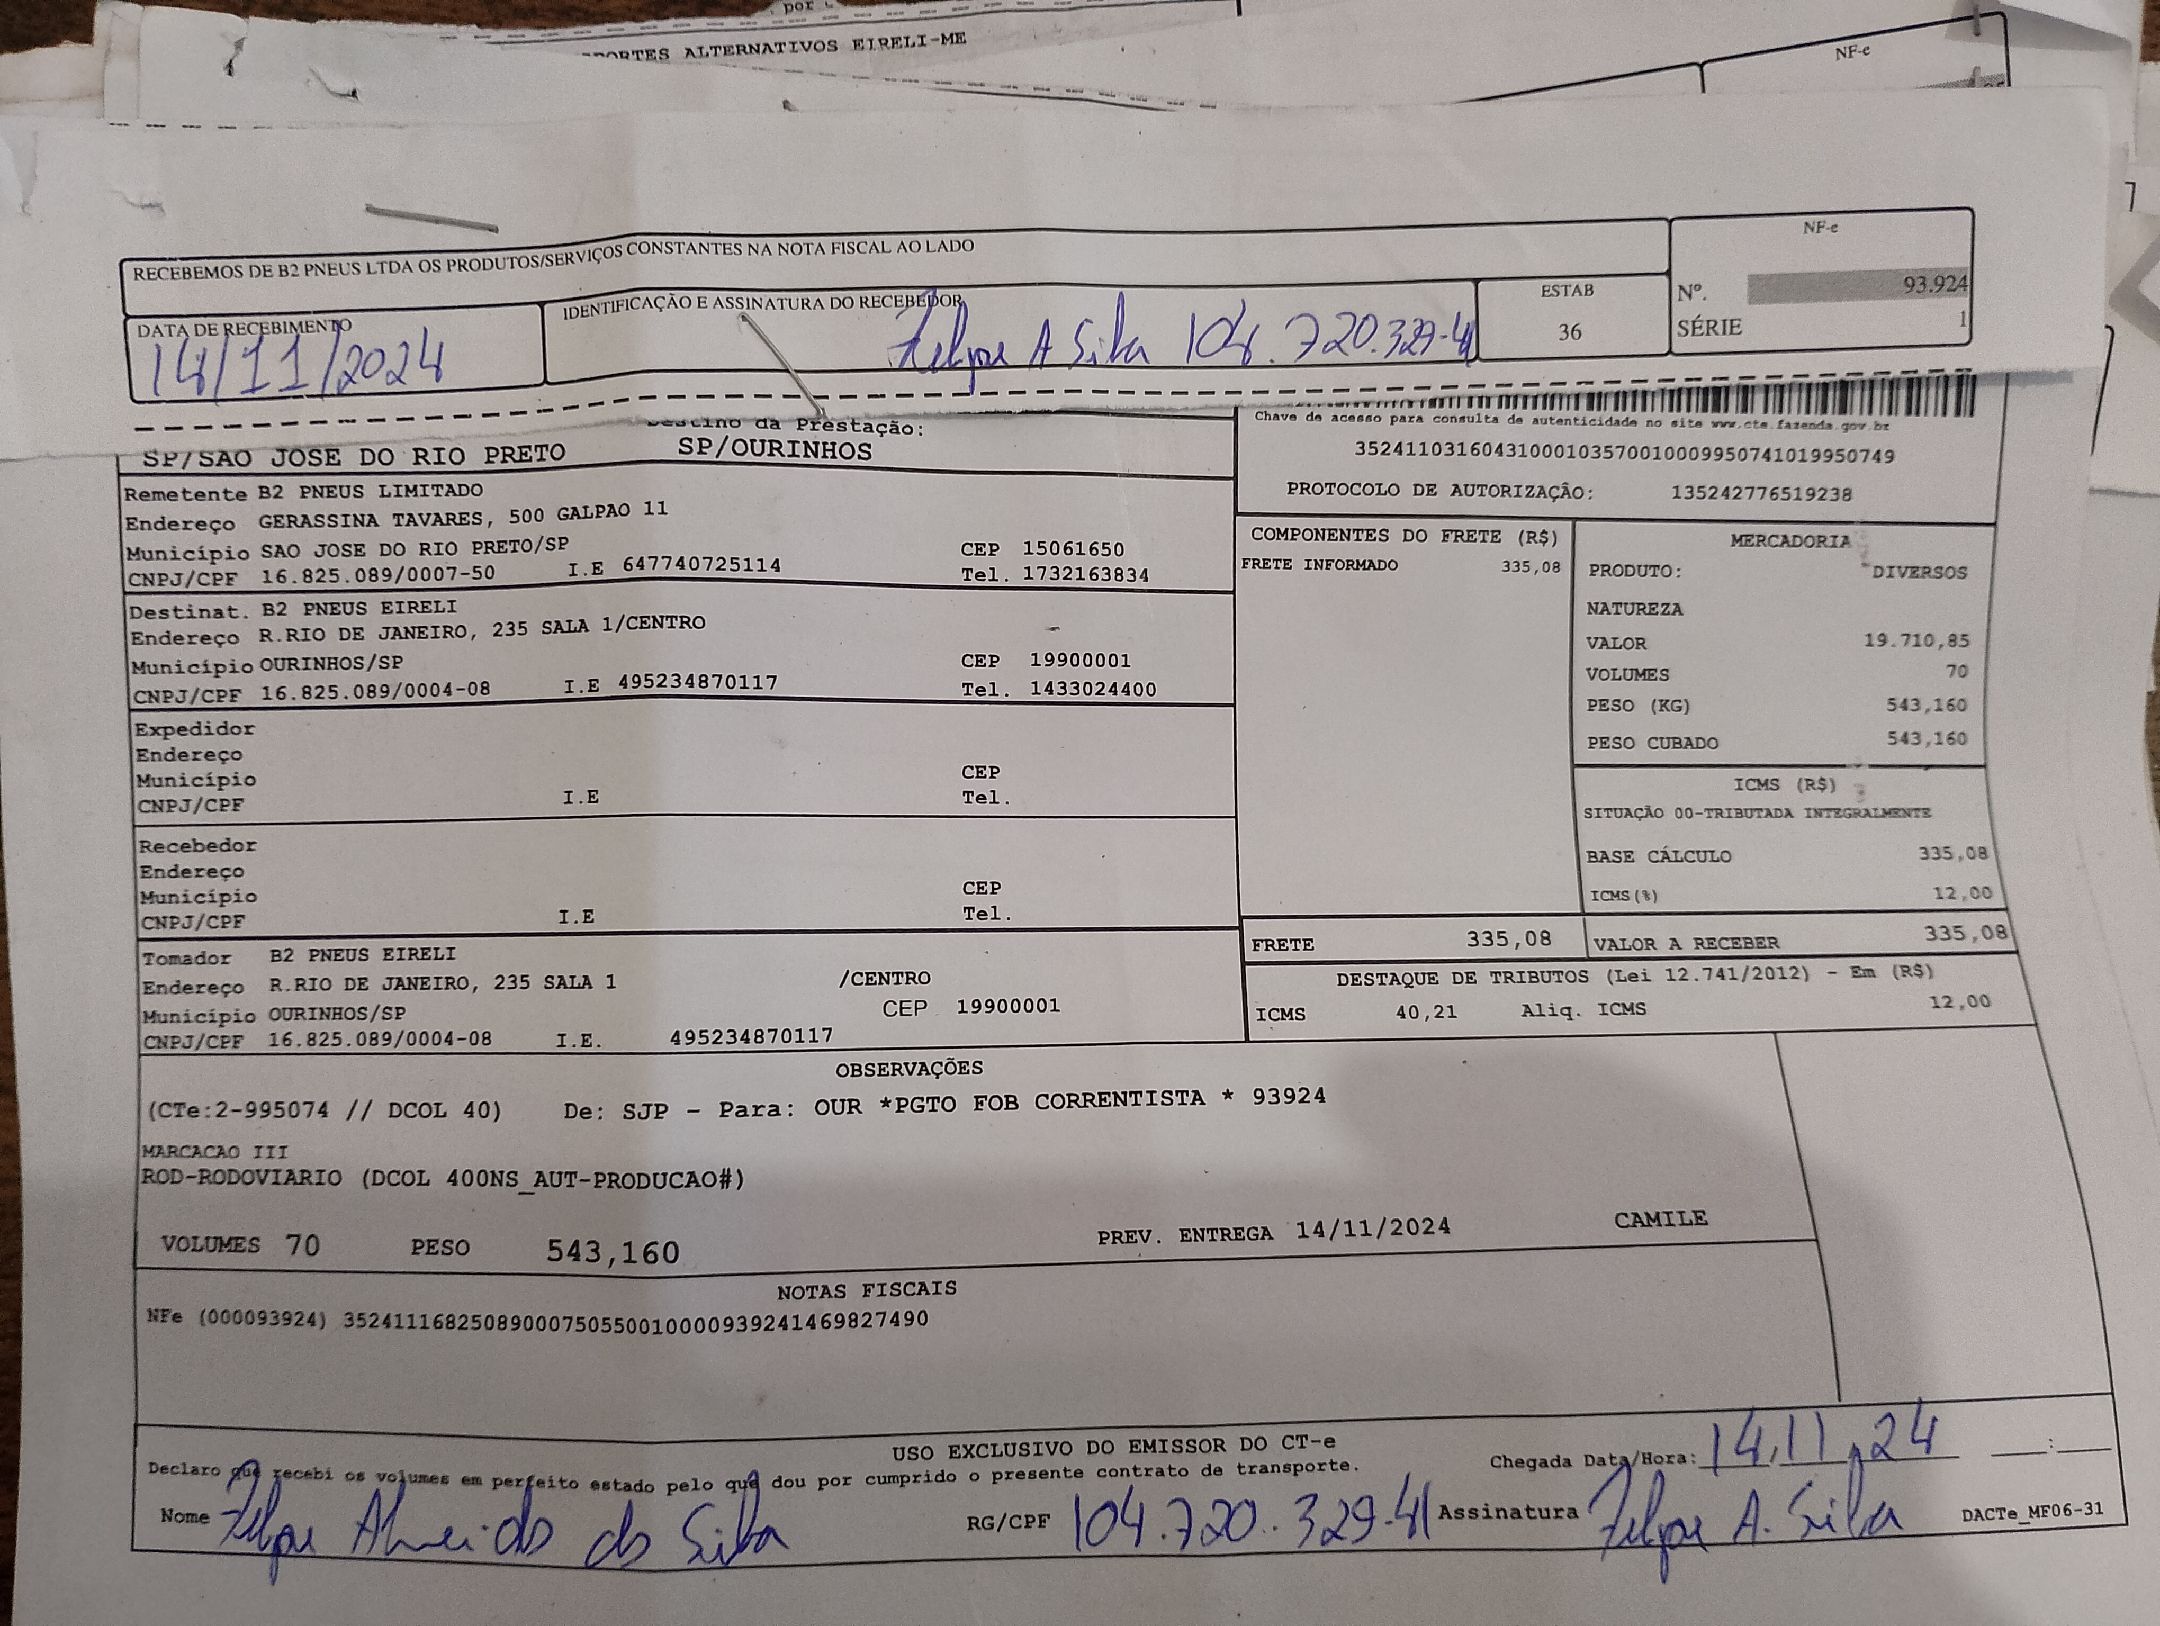 por
PORTES ALTERNATIVOS EIRELI-ME
NF-e
RECEBEMOS DE B2 PNEUS LTDA OS PRODUTOS/SERVIÇOS CONSTANTES NA NOTA FISCAL AO LADO
NF-e
Nº. 93.924
SÉRIE 1
DATA DE RECEBIMENTO
14/11/2024
IDENTIFICAÇÃO E ASSINATURA DO RECEBEDOR
Felipe A Silva 104.720.329-41
ESTAB
36
Destino da Prestação:
SP/SAO JOSE DO RIO PRETO SP/OURINHOS
Chave de acesso para consulta de autenticidade no site www.cte.fazenda.gov.br
35241103160431000103570010009950741019950749
PROTOCOLO DE AUTORIZAÇÃO: 135242776519238
Remetente B2 PNEUS LIMITADO
Endereço GERASSINA TAVARES, 500 GALPAO 11
Município SAO JOSE DO RIO PRETO/SP CEP 15061650
CNPJ/CPF 16.825.089/0007-50 I.E 647740725114 Tel. 1732163834
Destinat. B2 PNEUS EIRELI
Endereço R.RIO DE JANEIRO, 235 SALA 1/CENTRO
Município OURINHOS/SP CEP 19900001
CNPJ/CPF 16.825.089/0004-08 I.E 495234870117 Tel. 1433024400
Expedidor
Endereço
Município CEP
CNPJ/CPF I.E Tel.
Recebedor
Endereço
Município CEP
CNPJ/CPF I.E Tel.
Tomador B2 PNEUS EIRELI
Endereço R.RIO DE JANEIRO, 235 SALA 1 /CENTRO
Município OURINHOS/SP CEP 19900001
CNPJ/CPF 16.825.089/0004-08 I.E. 495234870117
COMPONENTES DO FRETE (R$)
FRETE INFORMADO 335,08
MERCADORIA
PRODUTO: DIVERSOS
NATUREZA
VALOR 19.710,85
VOLUMES 70
PESO (KG) 543,160
PESO CUBADO 543,160
ICMS (R$)
SITUAÇÃO 00-TRIBUTADA INTEGRALMENTE
BASE CÁLCULO 335,08
ICMS(%) 12,00
FRETE 335,08 VALOR A RECEBER 335,08
DESTAQUE DE TRIBUTOS (Lei 12.741/2012) - Em (R$)
ICMS 40,21 Aliq. ICMS 12,00
OBSERVAÇÕES
(CTe:2-995074 // DCOL 40) De: SJP - Para: OUR *PGTO FOB CORRENTISTA * 93924
MARCACAO III
ROD-RODOVIARIO (DCOL 400NS_AUT-PRODUCAO#)
VOLUMES 70 PESO 543,160 PREV. ENTREGA 14/11/2024 CAMILE
NOTAS FISCAIS
NFe (000093924) 35241116825089000750550010000939241469827490
USO EXCLUSIVO DO EMISSOR DO CT-e
Declaro que recebi os volumes em perfeito estado pelo que dou por cumprido o presente contrato de transporte.
Chegada Data/Hora: 14.11.24 __:__
Nome Felipe Almeida da Silva RG/CPF 104.720.329-41 Assinatura Felipe A. Silva
DACTe_MF06-31